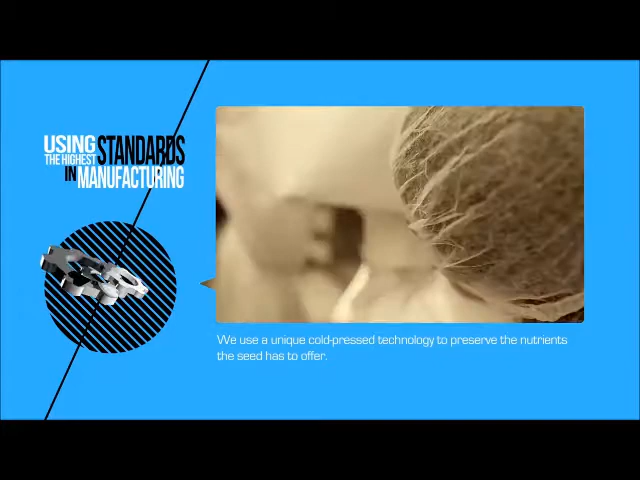 USING STANDARDS
THE HIGHEST
IN MANUFACTURING
We use a unique cold-pressed technology to preserve the nutrients
the seed has to offer.